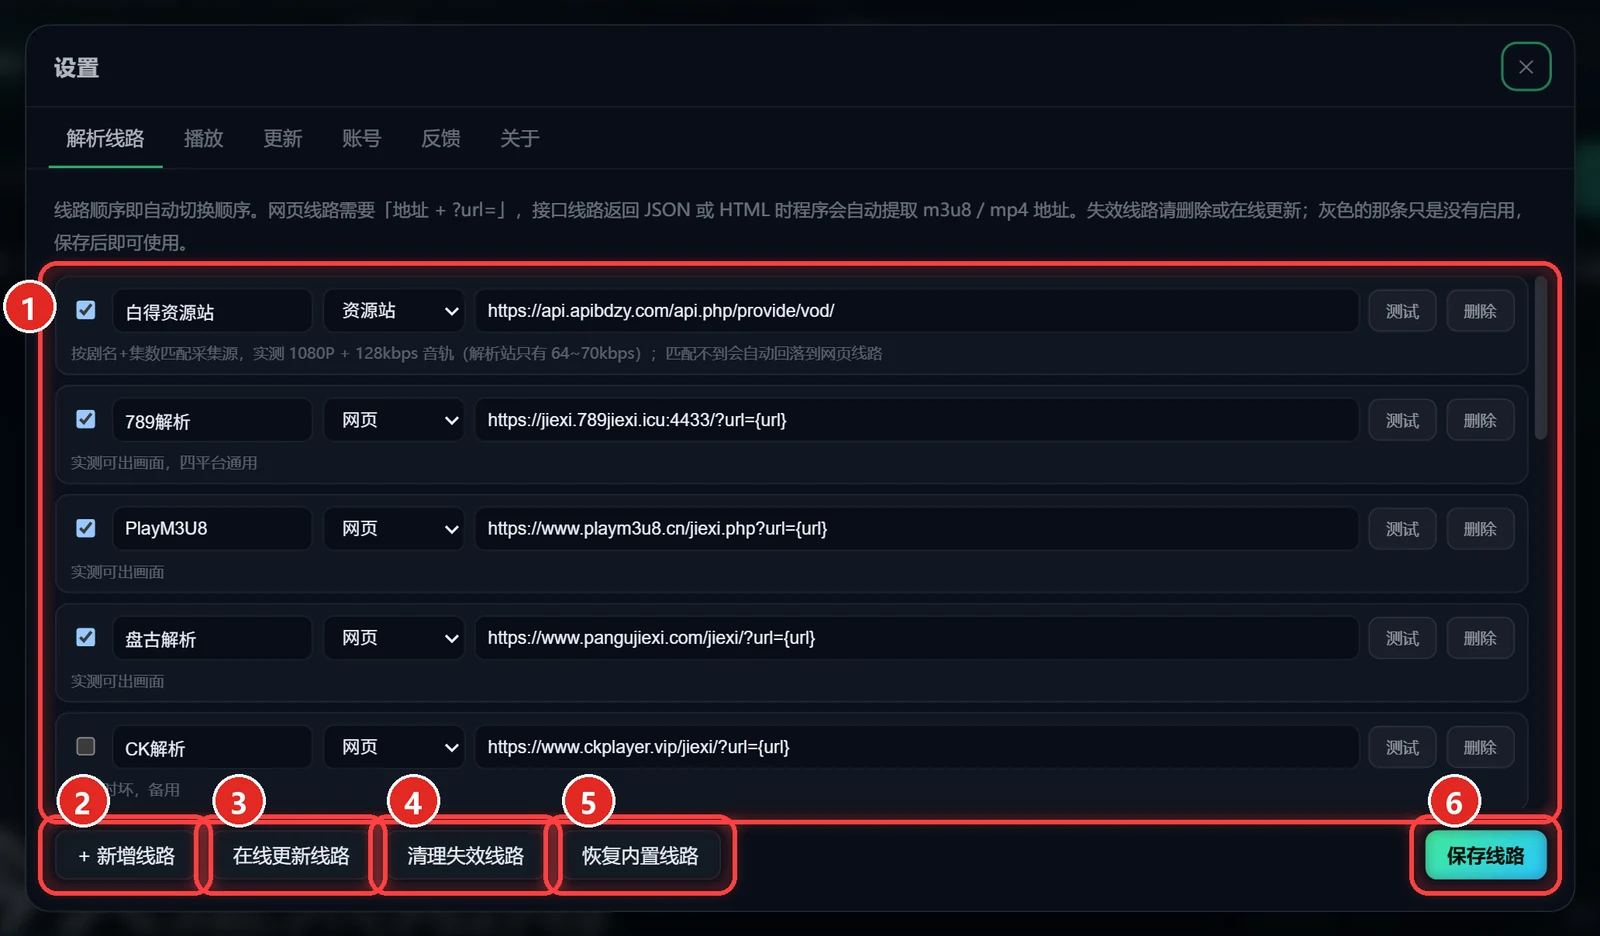 设置
解析线路 播放 更新 账号 反馈 关于
线路顺序即自动切换顺序。网页线路需要「地址 + ?url=」，接口线路返回 JSON 或 HTML 时程序会自动提取 m3u8 / mp4 地址。失效线路请删除或在线更新；灰色的那条只是没有启用，
保存后即可使用。
1
白得资源站 资源站 https://api.apibdzy.com/api.php/provide/vod/ 测试 删除
按剧名+集数匹配采集源，实测 1080P + 128kbps 音轨（解析站只有 64~70kbps）；匹配不到会自动回落到网页线路
789解析 网页 https://jiexi.789jiexi.icu:4433/?url={url} 测试 删除
实测可出画面，四平台通用
PlayM3U8 网页 https://www.playm3u8.cn/jiexi.php?url={url} 测试 删除
实测可出画面
盘古解析 网页 https://www.pangujiexi.com/jiexi/?url={url} 测试 删除
实测可出画面
CK解析 网页 https://www.ckplayer.vip/jiexi/?url={url} 测试 删除
时坏，备用
2 3 4 5 6
+ 新增线路 在线更新线路 清理失效线路 恢复内置线路 保存线路